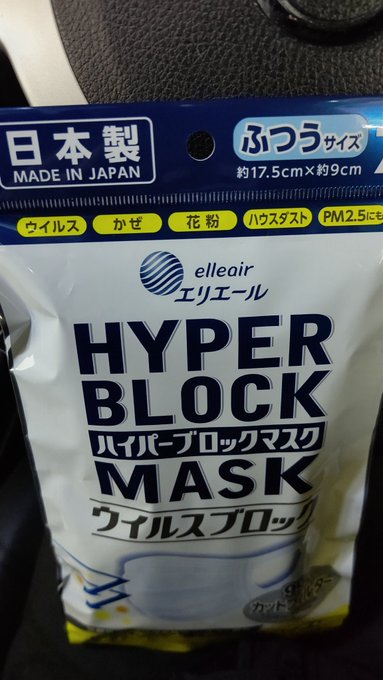 日本製
MADE IN JAPAN
ふつうサイズ
約17.5cm×約9cm
ウイルス
かぜ
花粉
ハウスダスト
PM2.5にも
elleair
エリエール
HYPER
BLOCK
ハイパーブロックマスク
MASK
ウイルスブロック